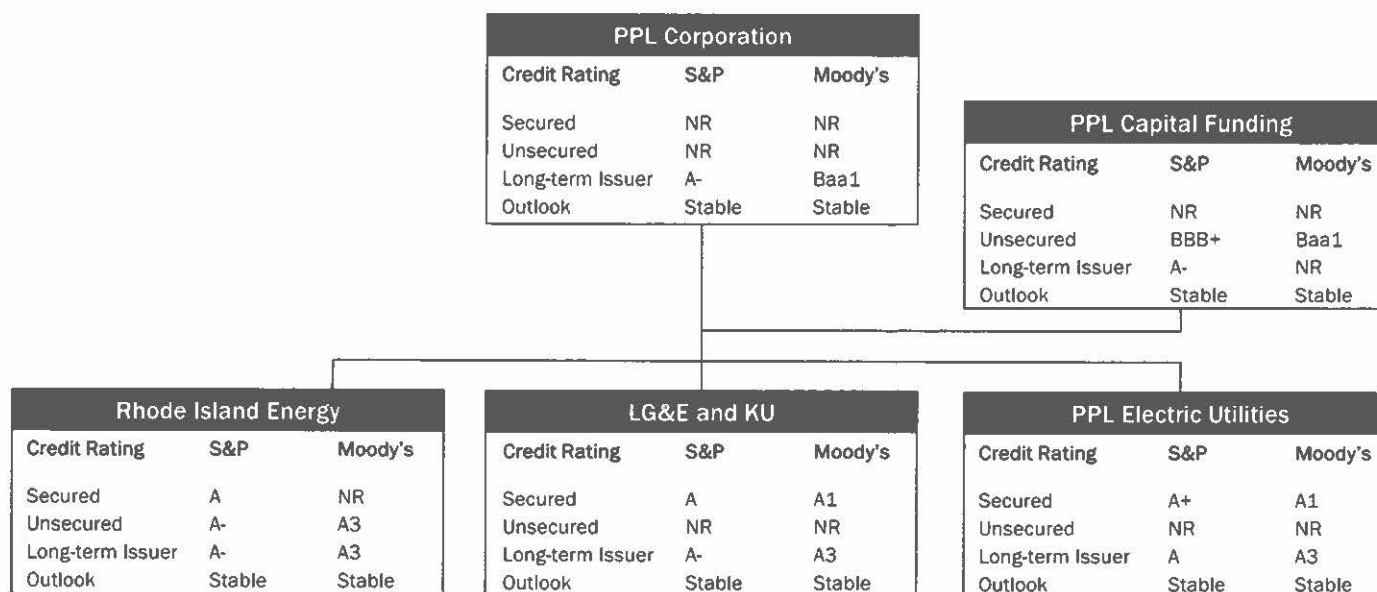 PPL Corporation
Credit Rating S&P Moody's
Secured NR NR
Unsecured NR NR
Long-term Issuer A- Baa1
Outlook Stable Stable
PPL Capital Funding
Credit Rating S&P Moody's
Secured NR NR
Unsecured BBB+ Baa1
Long-term Issuer A- NR
Outlook Stable Stable
Rhode Island Energy
Credit Rating S&P Moody's
Secured A NR
Unsecured A- A3
Long-term Issuer A- A3
Outlook Stable Stable
LG&E and KU
Credit Rating S&P Moody's
Secured A A1
Unsecured NR NR
Long-term Issuer A- A3
Outlook Stable Stable
PPL Electric Utilities
Credit Rating S&P Moody's
Secured A+ A1
Unsecured NR NR
Long-term Issuer A A3
Outlook Stable Stable